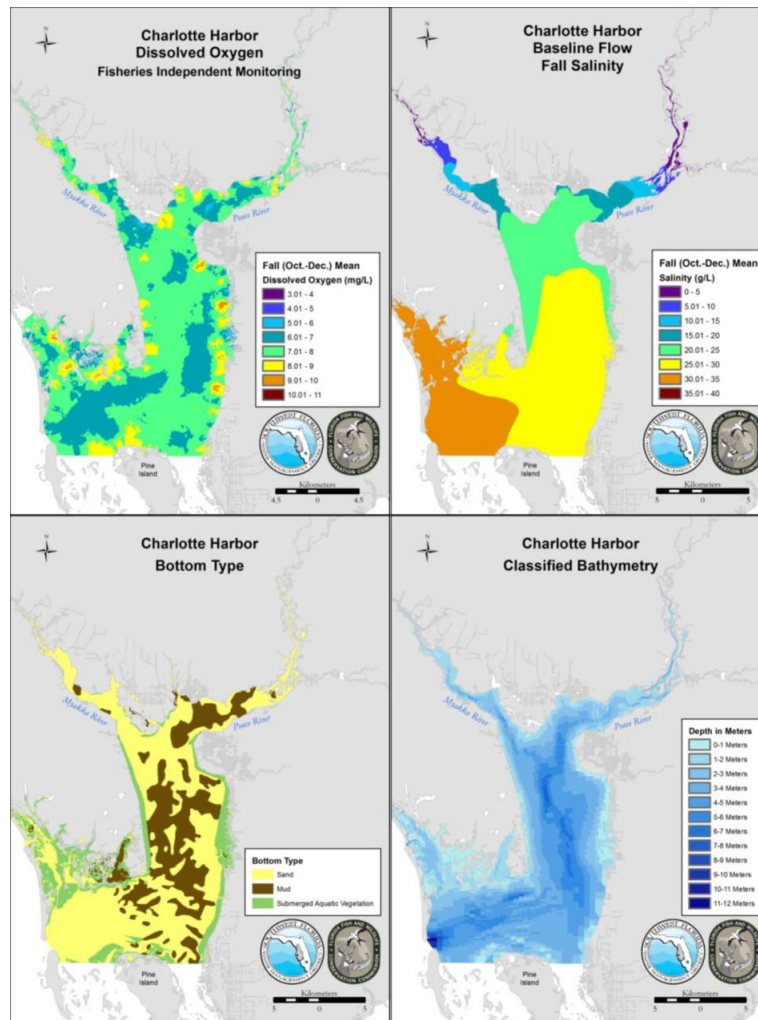 N
Charlotte Harbor
Dissolved Oxygen
Fisheries Independent Monitoring
Myakka River
Peace River
Fall (Oct.-Dec.) Mean
Dissolved Oxygen (mg/L)
3.01 - 4
4.01 - 5
5.01 - 6
6.01 - 7
7.01 - 8
8.01 - 9
9.01 - 10
10.01 - 11
Pine
Island
Kilometers
4.5 0 4.5
N
Charlotte Harbor
Baseline Flow
Fall Salinity
Myakka River
Peace River
Fall (Oct.-Dec.) Mean
Salinity (g/L)
0 - 5
5.01 - 10
10.01 - 15
15.01 - 20
20.01 - 25
25.01 - 30
30.01 - 35
35.01 - 40
Pine
Island
Kilometers
5 0 5
N
Charlotte Harbor
Bottom Type
Myakka River
Peace River
Bottom Type
Sand
Mud
Submerged Aquatic Vegetation
Pine
Island
Kilometers
5 0 5
N
Charlotte Harbor
Classified Bathymetry
Myakka River
Peace River
Depth in Meters
0-1 Meters
1-2 Meters
2-3 Meters
3-4 Meters
4-5 Meters
5-6 Meters
6-7 Meters
7-8 Meters
8-9 Meters
9-10 Meters
10-11 Meters
11-12 Meters
Pine
Island
Kilometers
5 0 5